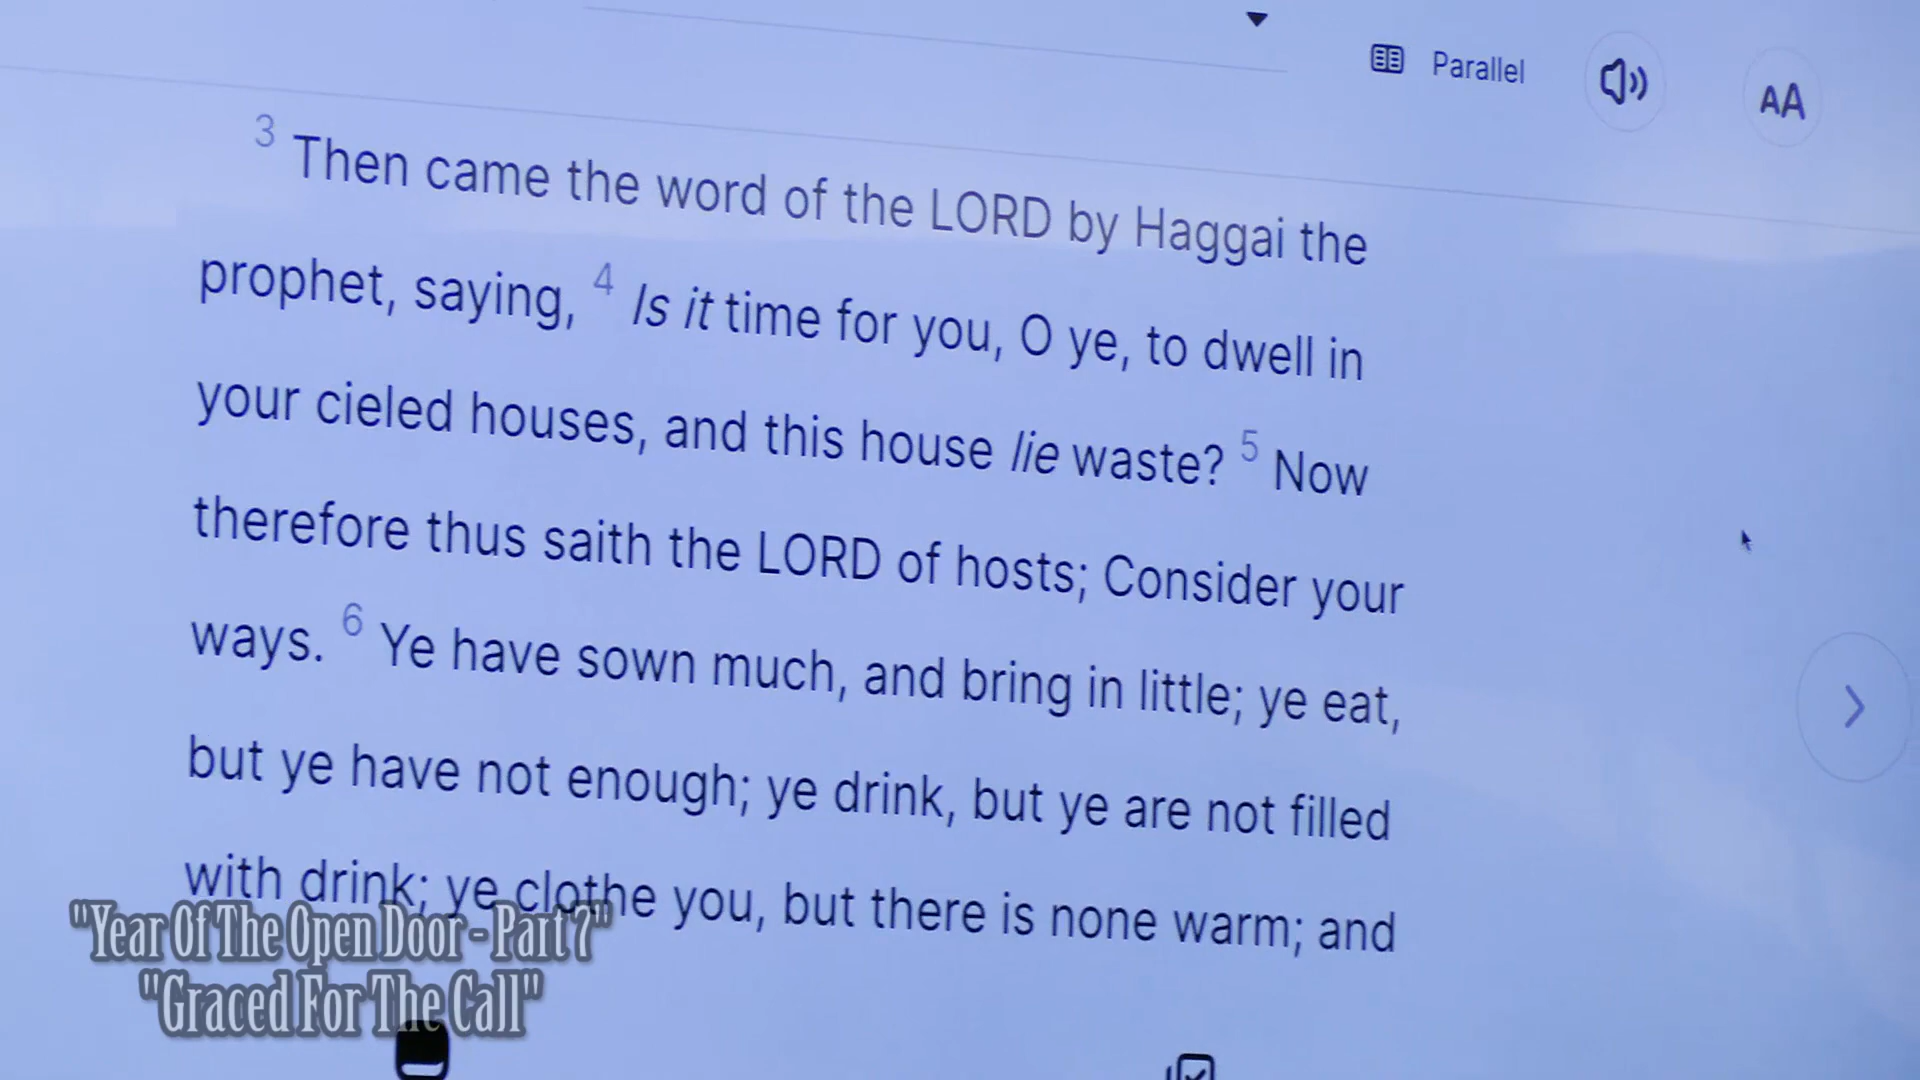 Parallel
AA
3 Then came the word of the LORD by Haggai the
prophet, saying, 4 Is it time for you, O ye, to dwell in
your cieled houses, and this house lie waste? 5 Now
therefore thus saith the LORD of hosts; Consider your
ways. 6 Ye have sown much, and bring in little; ye eat,
but ye have not enough; ye drink, but ye are not filled
with drink; ye clothe you, but there is none warm; and
"Year Of The Open Door - Part 7"
"Graced For The Call"